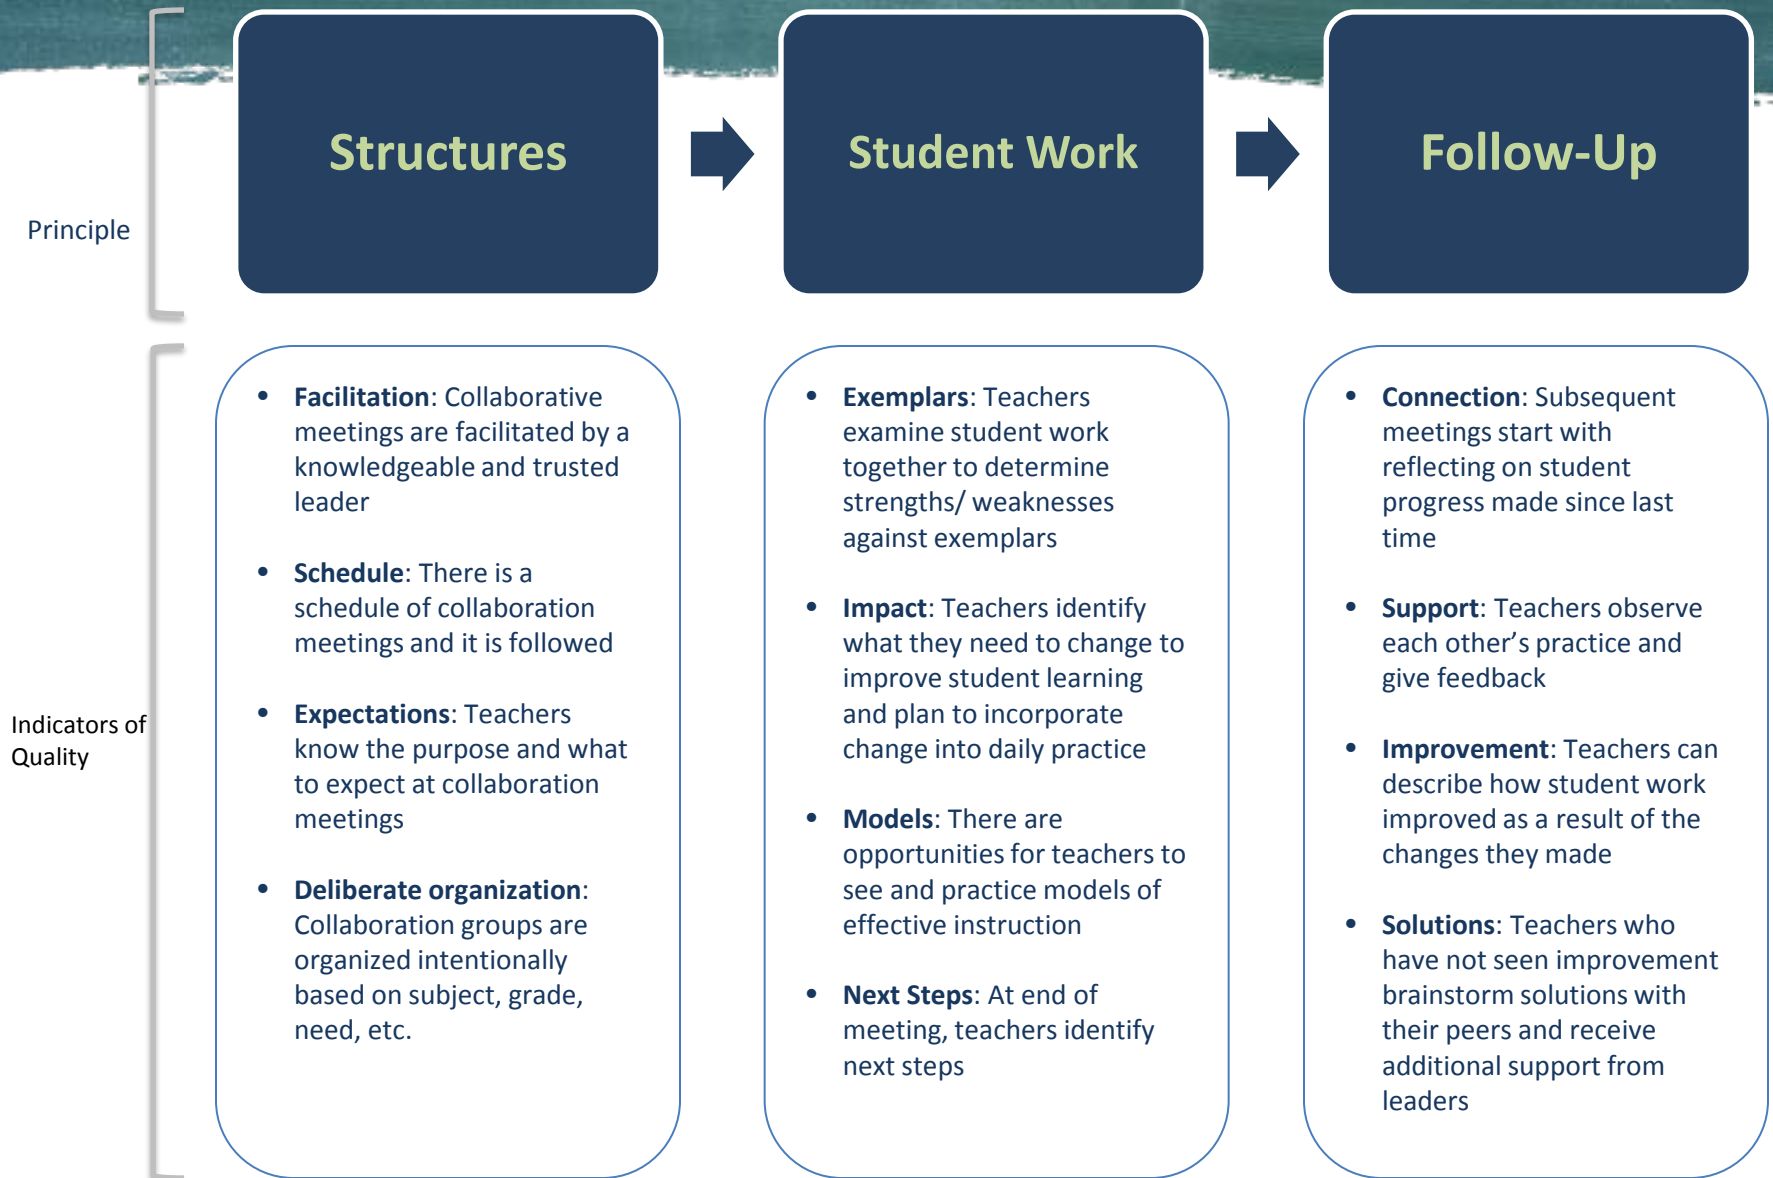 Principle
Structures
Student Work
Follow-Up
Indicators of
Quality
• Facilitation: Collaborative
meetings are facilitated by a
knowledgeable and trusted
leader
• Schedule: There is a
schedule of collaboration
meetings and it is followed
• Expectations: Teachers
know the purpose and what
to expect at collaboration
meetings
• Deliberate organization:
Collaboration groups are
organized intentionally
based on subject, grade,
need, etc.
• Exemplars: Teachers
examine student work
together to determine
strengths/ weaknesses
against exemplars
• Impact: Teachers identify
what they need to change to
improve student learning
and plan to incorporate
change into daily practice
• Models: There are
opportunities for teachers to
see and practice models of
effective instruction
• Next Steps: At end of
meeting, teachers identify
next steps
• Connection: Subsequent
meetings start with
reflecting on student
progress made since last
time
• Support: Teachers observe
each other’s practice and
give feedback
• Improvement: Teachers can
describe how student work
improved as a result of the
changes they made
• Solutions: Teachers who
have not seen improvement
brainstorm solutions with
their peers and receive
additional support from
leaders